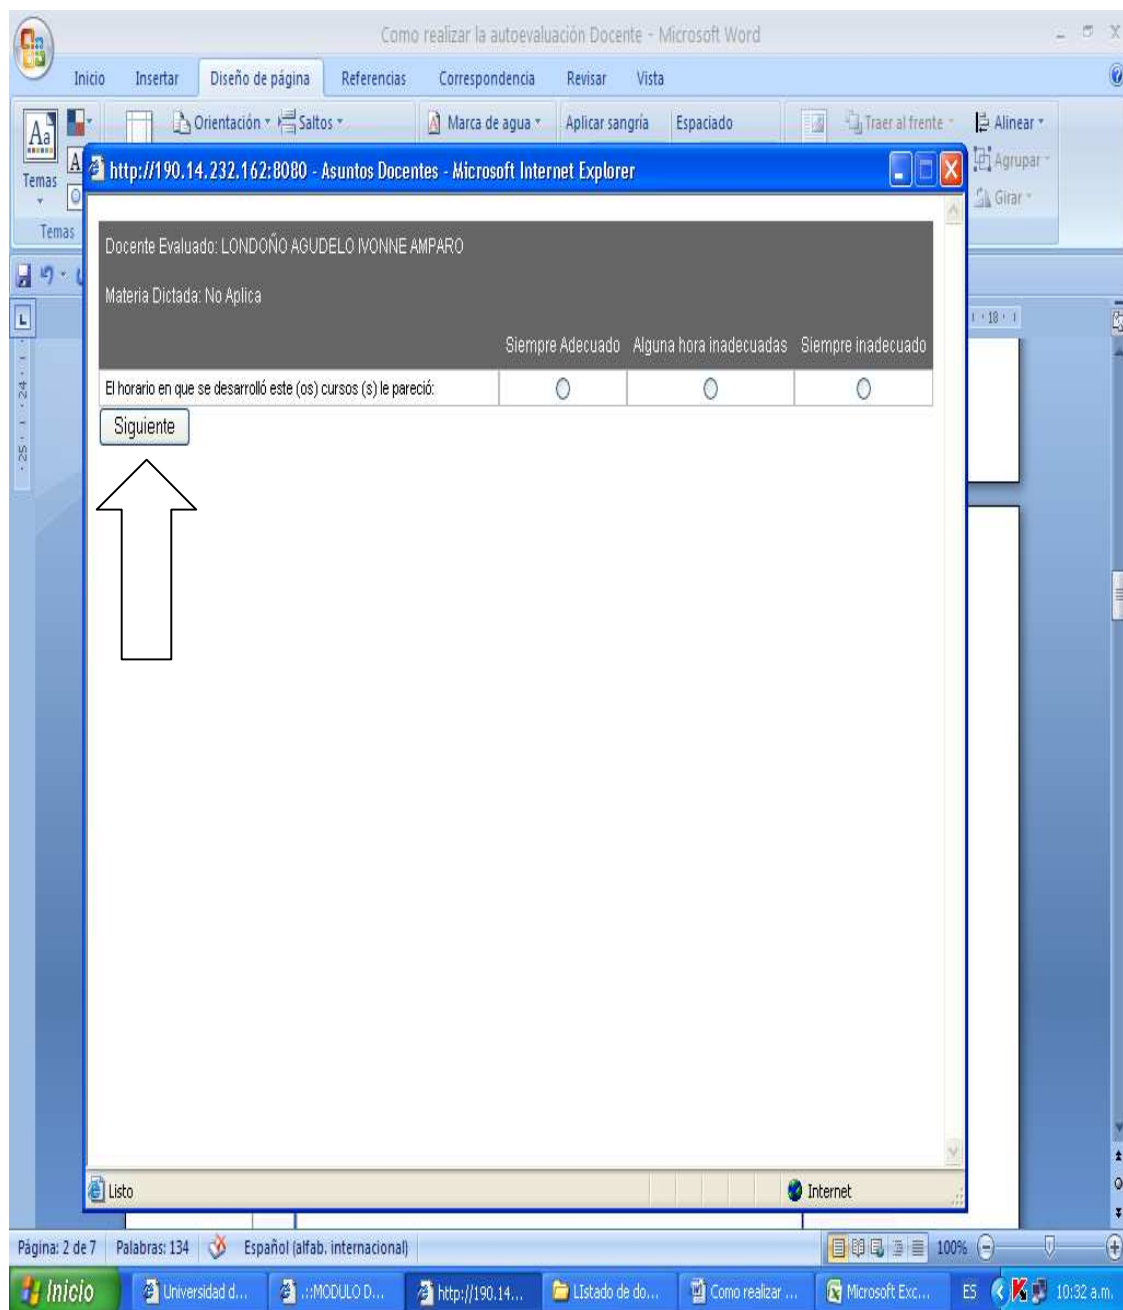 Como realizar la autoevaluación Docente - Microsoft Word
Inicio Insertar Diseño de página Referencias Correspondencia Revisar Vista
Aa Orientación Saltos Marca de agua Aplicar sangría Espaciado Traer al frente Alinear
A Agrupar
Temas Girar
Temas
http://190.14.232.162:8080 - Asuntos Docentes - Microsoft Internet Explorer
Docente Evaluado: LONDOÑO AGUDELO IVONNE AMPARO
Materia Dictada: No Aplica
Siempre Adecuado Alguna hora inadecuadas Siempre inadecuado
El horario en que se desarrolló este (os) cursos (s) le pareció:
Siguiente
L
18
24
25
Listo Internet
Página: 2 de 7 Palabras: 134 Español (alfab. internacional) 100%
Inicio Universidad d... .::MODULO D... http://190.14... LIstado de do... Como realizar ... Microsoft Exc... ES K 10:32 a.m.